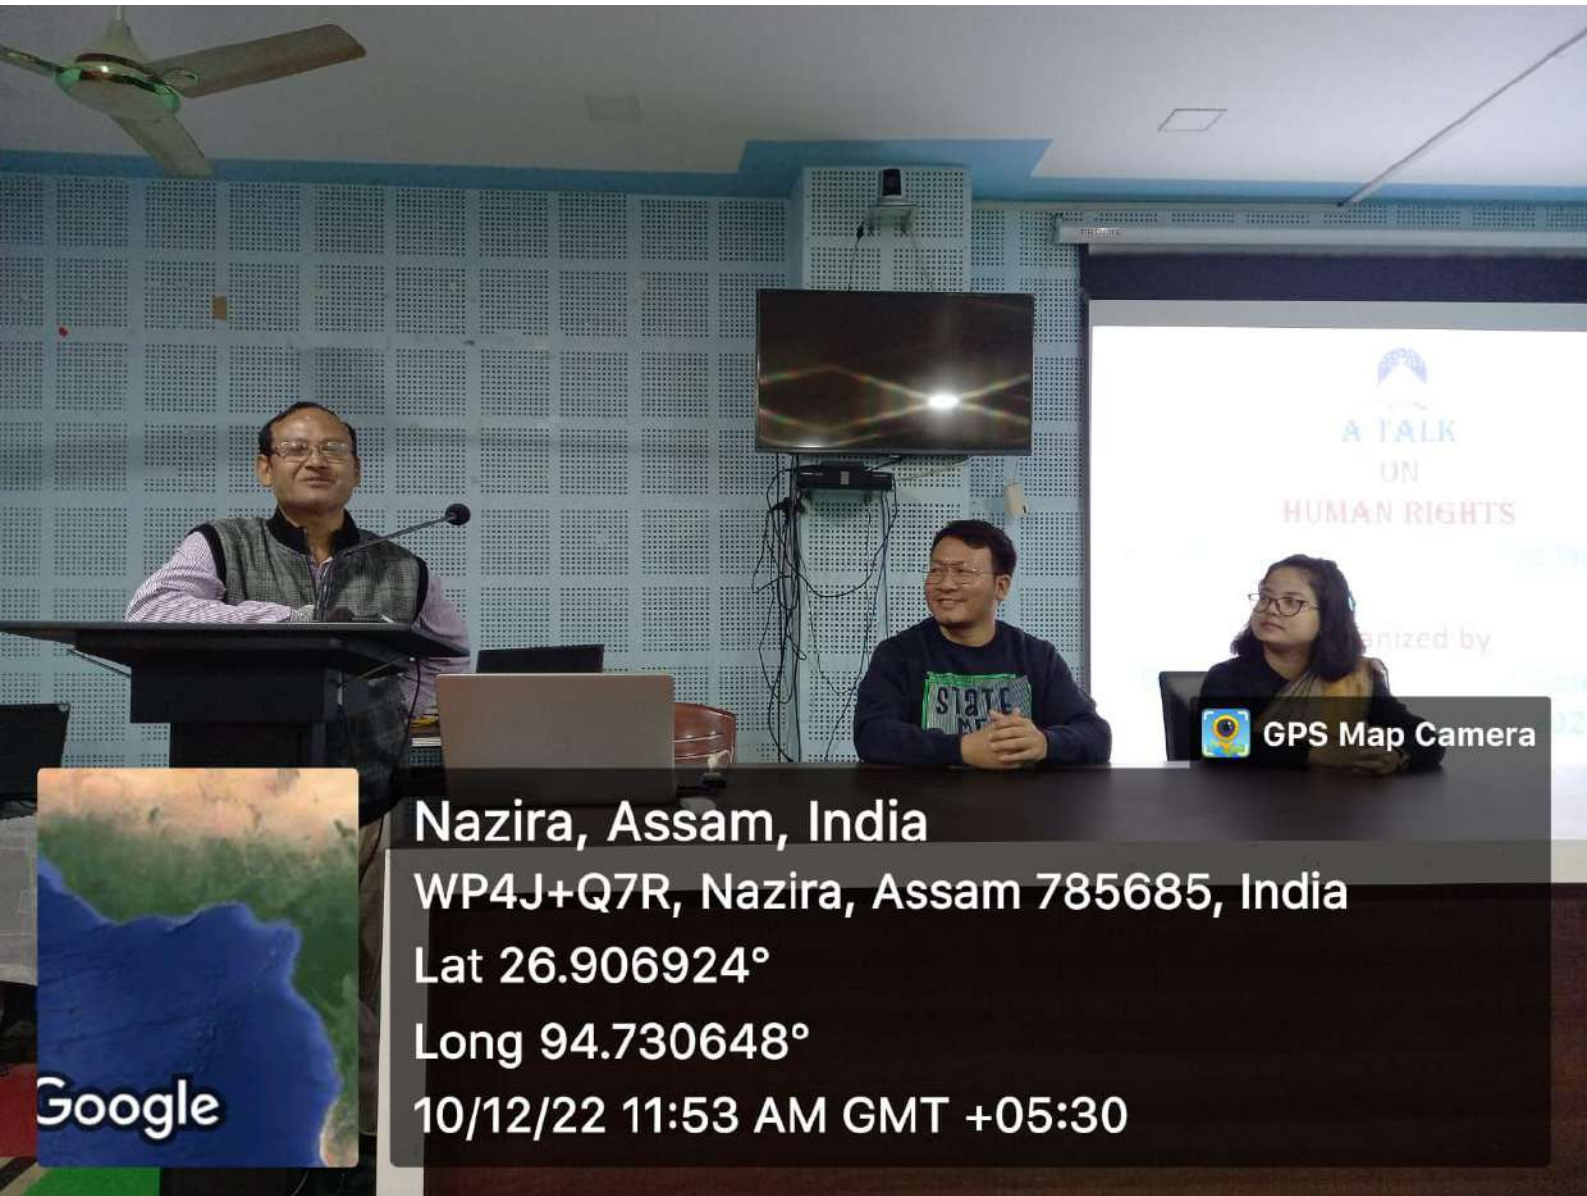 A TALK
ON
HUMAN RIGHTS
STATE
GPS Map Camera
Nazira, Assam, India
WP4J+Q7R, Nazira, Assam 785685, India
Lat 26.906924°
Long 94.730648°
10/12/22 11:53 AM GMT +05:30
Google